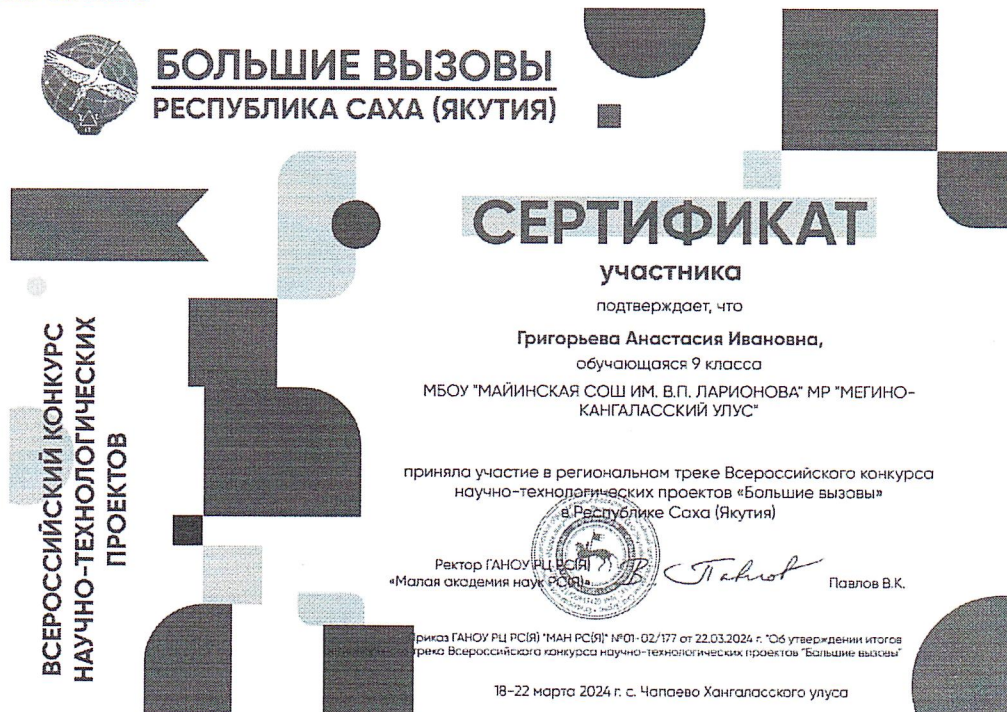 БОЛЬШИЕ ВЫЗОВЫ
РЕСПУБЛИКА САХА (ЯКУТИЯ)
ВСЕРОССИЙСКИЙ КОНКУРС
НАУЧНО-ТЕХНОЛОГИЧЕСКИХ
ПРОЕКТОВ
СЕРТИФИКАТ
участника
подтверждает, что
Григорьева Анастасия Ивановна,
обучающаяся 9 класса
МБОУ "МАЙИНСКАЯ СОШ ИМ. В.П. ЛАРИОНОВА" МР "МЕГИНО-
КАНГАЛАССКИЙ УЛУС"
приняла участие в региональном треке Всероссийского конкурса
научно-технологических проектов «Большие вызовы»
в Республике Саха (Якутия)
Ректор ГАНОУ РЦ РС(Я)
«Малая академия наук РС(Я)»
Павлов
Павлов В.К.
Приказ ГАНОУ РЦ РС(Я) "МАН РС(Я)" №01-02/177 от 22.03.2024 г. "Об утверждении итогов
трека Всероссийского конкурса научно-технологических проектов "Большие вызовы"
18-22 марта 2024 г. с. Чапаево Хангаласского улуса